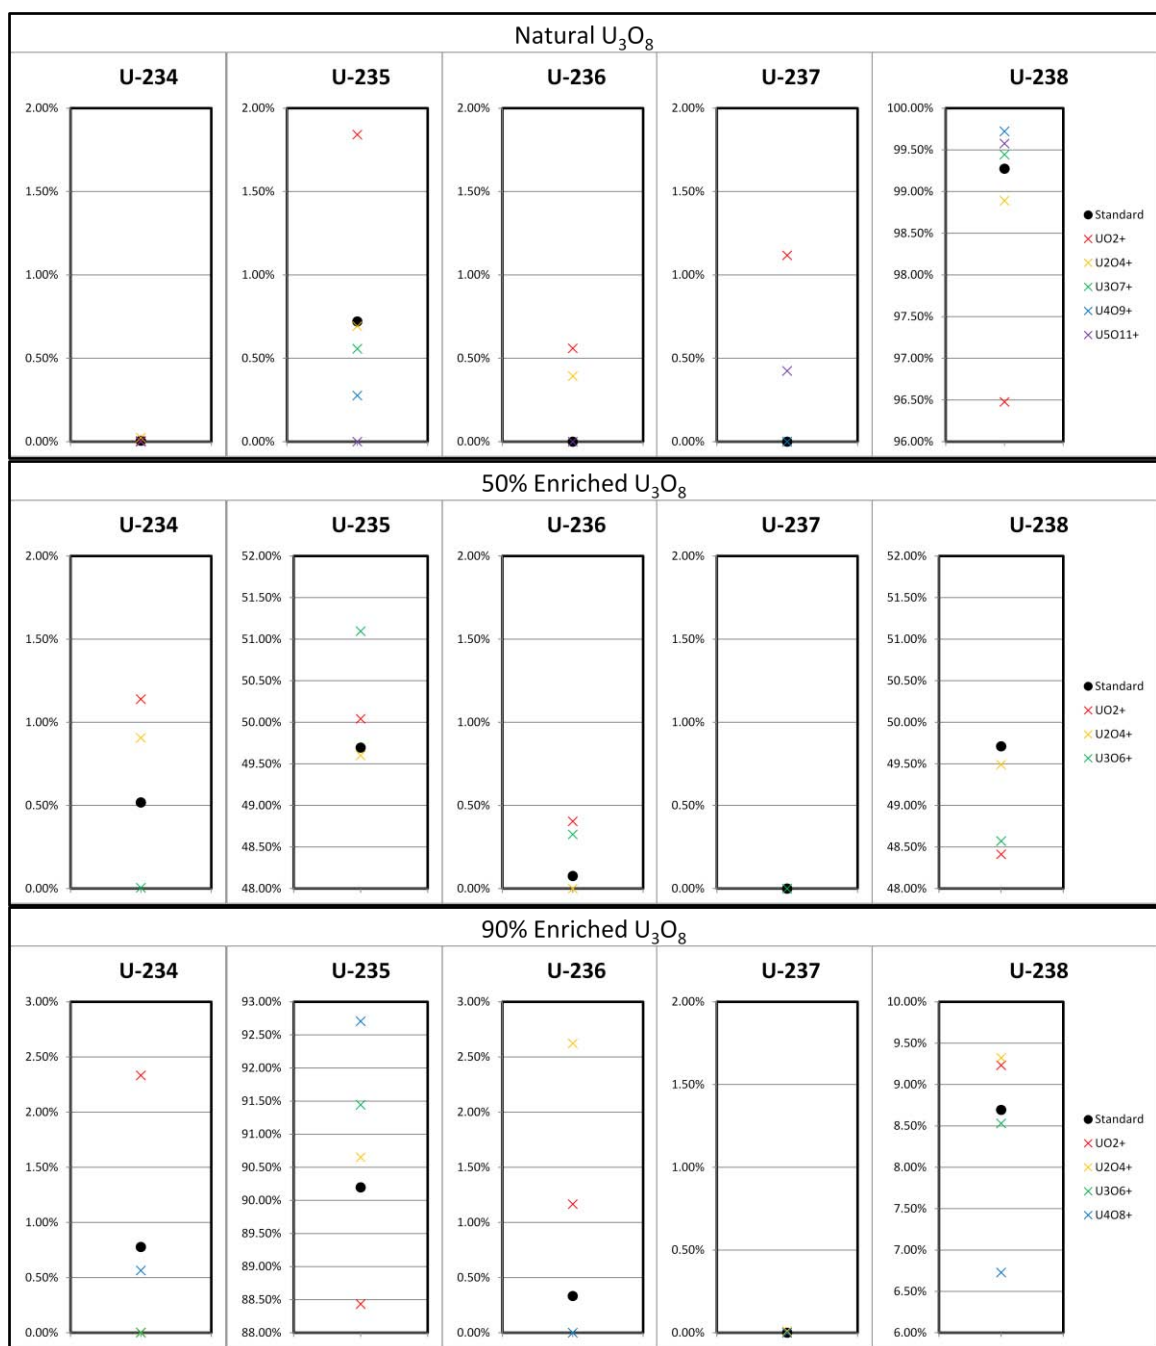 Natural U3O8
U-234 U-235 U-236 U-237 U-238
2.00% 2.00% 2.00% 2.00% 100.00%
99.50%
1.50% 1.50% 1.50% 1.50% 99.00%
98.50%
1.00% 1.00% 1.00% 1.00% 98.00%
97.50%
0.50% 0.50% 0.50% 0.50% 97.00%
96.50%
0.00% 0.00% 0.00% 0.00% 96.00%
Standard
UO2+
U2O4+
U3O7+
U4O9+
U5O11+
50% Enriched U3O8
U-234 U-235 U-236 U-237 U-238
2.00% 52.00% 2.00% 2.00% 52.00%
51.50% 51.50%
1.50% 51.00% 1.50% 1.50% 51.00%
50.50% 50.50%
1.00% 50.00% 1.00% 1.00% 50.00%
49.50% 49.50%
0.50% 49.00% 0.50% 0.50% 49.00%
48.50% 48.50%
0.00% 48.00% 0.00% 0.00% 48.00%
Standard
UO2+
U2O4+
U3O6+
90% Enriched U3O8
U-234 U-235 U-236 U-237 U-238
3.00% 93.00% 3.00% 2.00% 10.00%
2.50% 92.50% 2.50% 9.50%
2.00% 92.00% 2.00% 1.50% 9.00%
91.50% 8.50%
1.50% 91.00% 1.50% 1.00% 8.00%
90.50%
1.00% 90.00% 1.00% 7.50%
89.50% 0.50% 7.00%
0.50% 89.00% 0.50% 6.50%
88.50%
0.00% 88.00% 0.00% 0.00% 6.00%
Standard
UO2+
U2O4+
U3O6+
U4O8+